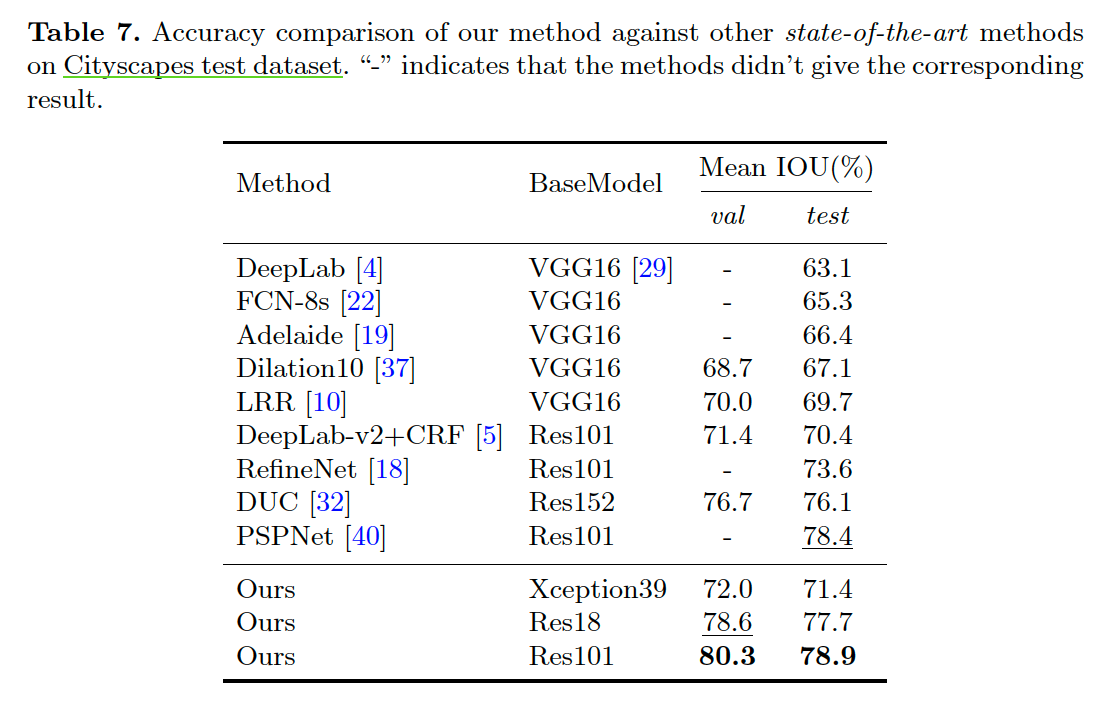 Table 7. Accuracy comparison of our method against other state-of-the-art methods
on Cityscapes test dataset. “-” indicates that the methods didn’t give the corresponding
result.
Method BaseModel Mean IOU(%)
val test
DeepLab [4] VGG16 [29] - 63.1
FCN-8s [22] VGG16 - 65.3
Adelaide [19] VGG16 - 66.4
Dilation10 [37] VGG16 68.7 67.1
LRR [10] VGG16 70.0 69.7
DeepLab-v2+CRF [5] Res101 71.4 70.4
RefineNet [18] Res101 - 73.6
DUC [32] Res152 76.7 76.1
PSPNet [40] Res101 - 78.4
Ours Xception39 72.0 71.4
Ours Res18 78.6 77.7
Ours Res101 80.3 78.9